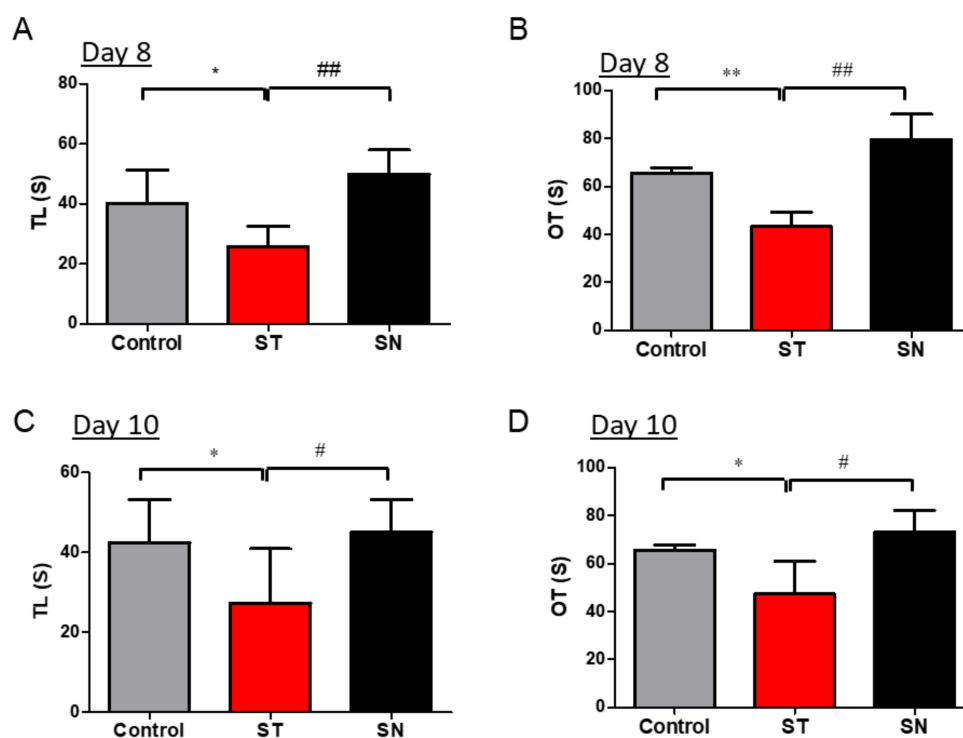 A
Day 8
* ##
80
60
40
20
0
TL (S)
Control ST SN
B
Day 8
** ##
100
80
60
40
20
0
OT (S)
Control ST SN
C
Day 10
* #
60
40
20
0
TL (S)
Control ST SN
D
Day 10
* #
100
80
60
40
20
0
OT (S)
Control ST SN